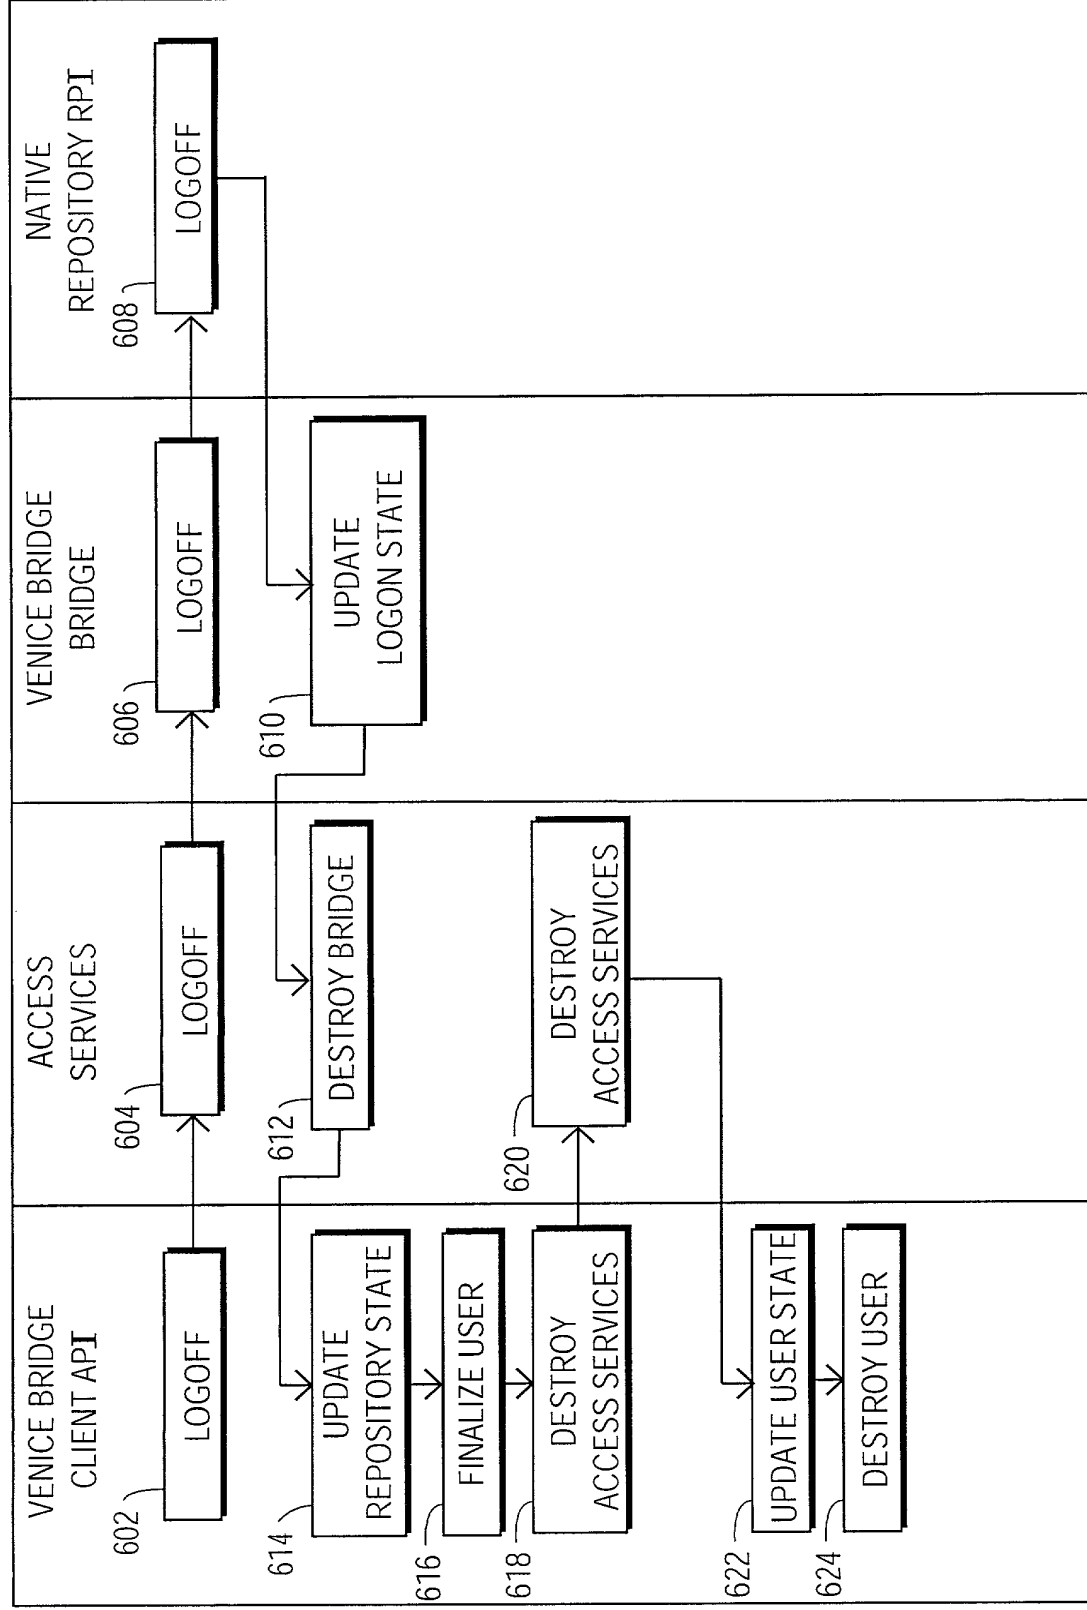 VENICE BRIDGE
CLIENT API
ACCESS
SERVICES
VENICE BRIDGE
BRIDGE
NATIVE
REPOSITORY RPI
602
LOGOFF
604
LOGOFF
606
LOGOFF
608
LOGOFF
610
UPDATE
LOGON STATE
612
DESTROY BRIDGE
614
UPDATE
REPOSITORY STATE
616
FINALIZE USER
618
DESTROY
ACCESS SERVICES
620
DESTROY
ACCESS SERVICES
622
UPDATE USER STATE
624
DESTROY USER